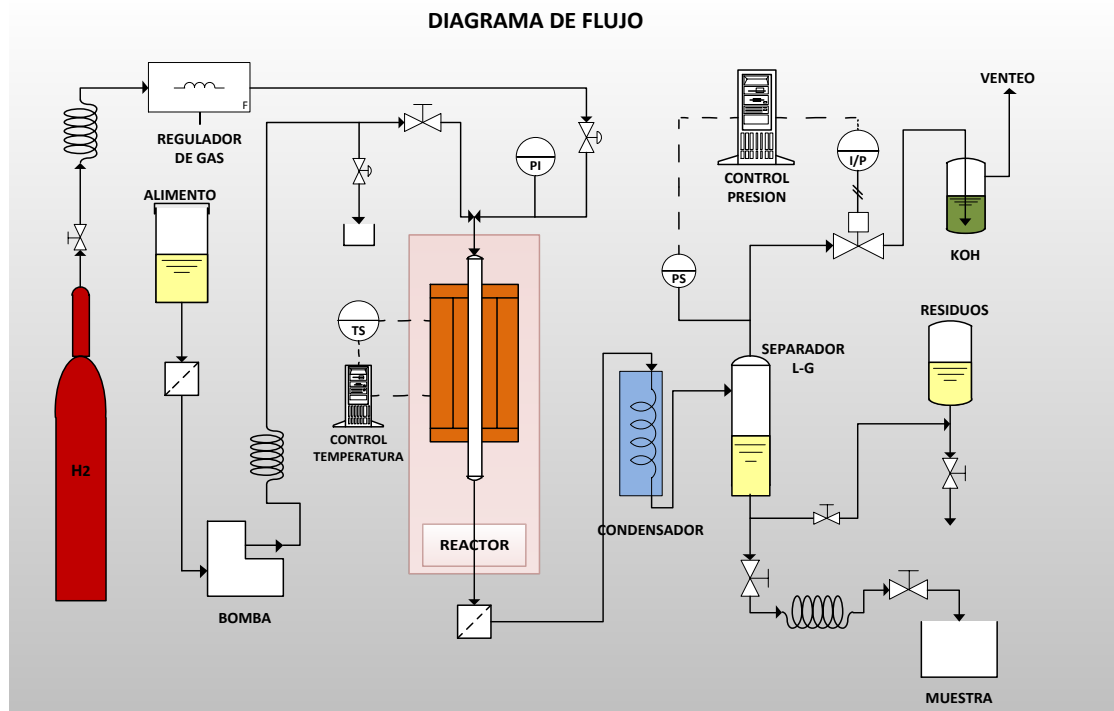 DIAGRAMA DE FLUJO
F
REGULADOR
DE GAS
ALIMENTO
H2
BOMBA
PI
TS
CONTROL
TEMPERATURA
REACTOR
CONDENSADOR
CONTROL
PRESION
I/P
PS
VENTEO
KOH
SEPARADOR
L-G
RESIDUOS
MUESTRA